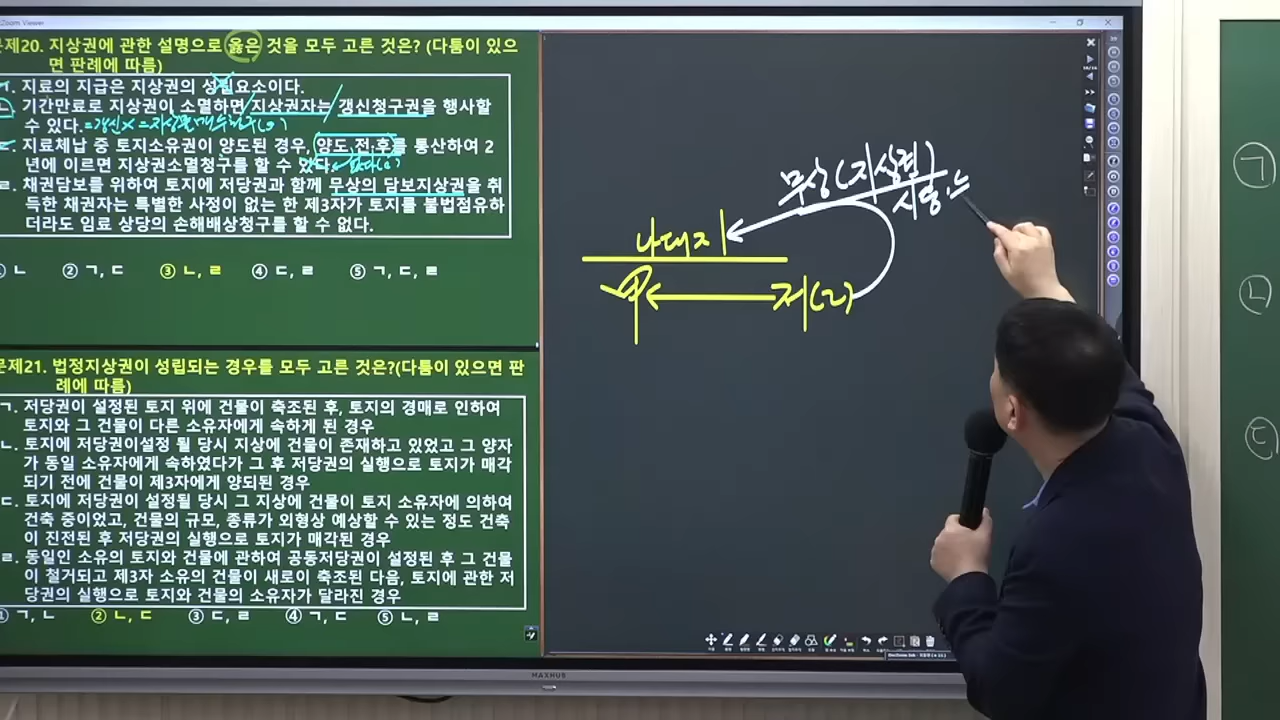 Zoom Viewer
문제20. 지상권에 관한 설명으로 옳은 것을 모두 고른 것은? (다툼이 있으
면 판례에 따름)
ㄱ. 지료의 지급은 지상권의 성립요소이다.
ㄴ. 기간만료로 지상권이 소멸하면 지상권자는 갱신청구권을 행사할
수 있다.
ㄷ. 지료체납 중 토지소유권이 양도된 경우, 양도 전·후를 통산하여 2
년에 이르면 지상권소멸청구를 할 수 있다.
ㄹ. 채권담보를 위하여 토지에 저당권과 함께 무상의 담보지상권을 취
득한 채권자는 특별한 사정이 없는 한 제3자가 토지를 불법점유하
더라도 임료 상당의 손해배상청구를 할 수 없다.
① ㄴ ② ㄱ, ㄷ ③ ㄴ, ㄹ ④ ㄷ, ㄹ ⑤ ㄱ, ㄷ, ㄹ
문제21. 법정지상권이 성립되는 경우를 모두 고른 것은?(다툼이 있으면 판
례에 따름)
ㄱ. 저당권이 설정된 토지 위에 건물이 축조된 후, 토지의 경매로 인하여
토지와 그 건물이 다른 소유자에게 속하게 된 경우
ㄴ. 토지에 저당권이설정 될 당시 지상에 건물이 존재하고 있었고 그 양자
가 동일 소유자에게 속하였다가 그 후 저당권의 실행으로 토지가 매각
되기 전에 건물이 제3자에게 양도된 경우
ㄷ. 토지에 저당권이 설정될 당시 그 지상에 건물이 토지 소유자에 의하여
건축 중이었고, 건물의 규모, 종류가 외형상 예상할 수 있는 정도 건축
이 진전된 후 저당권의 실행으로 토지가 매각된 경우
ㄹ. 동일인 소유의 토지와 건물에 관하여 공동저당권이 설정된 후 그 건물
이 철거되고 제3자 소유의 건물이 새로이 축조된 다음, 토지에 관한 저
당권의 실행으로 토지와 건물의 소유자가 달라진 경우
① ㄱ, ㄴ ② ㄴ, ㄷ ③ ㄷ, ㄹ ④ ㄱ, ㄷ ⑤ ㄴ, ㄹ
무상(지상권)
나대지
甲
저(乙)
MAXHUB
ㄱ
ㄴ
ㄷ